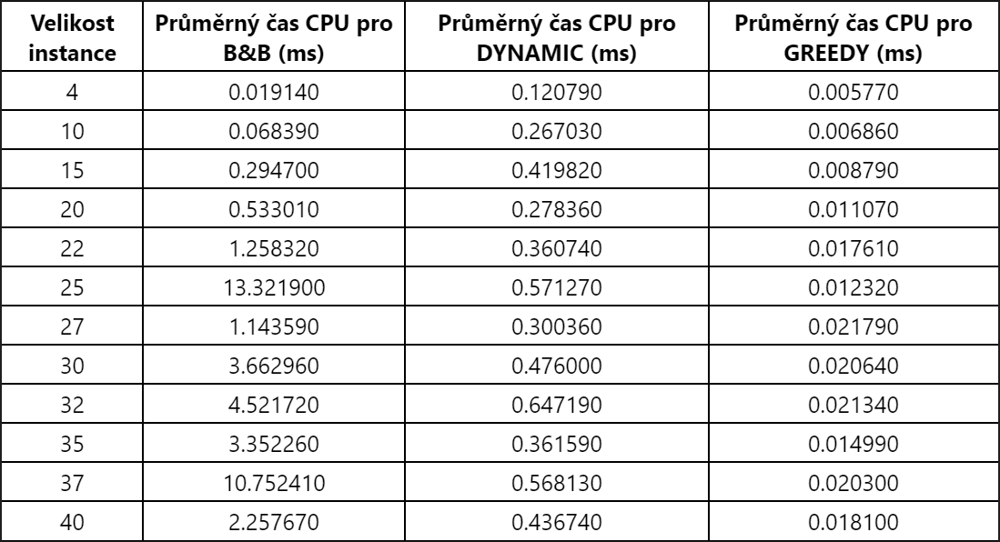 Velikost instance | Průměrný čas CPU pro B&B (ms) | Průměrný čas CPU pro DYNAMIC (ms) | Průměrný čas CPU pro GREEDY (ms)
4 | 0.019140 | 0.120790 | 0.005770
10 | 0.068390 | 0.267030 | 0.006860
15 | 0.294700 | 0.419820 | 0.008790
20 | 0.533010 | 0.278360 | 0.011070
22 | 1.258320 | 0.360740 | 0.017610
25 | 13.321900 | 0.571270 | 0.012320
27 | 1.143590 | 0.300360 | 0.021790
30 | 3.662960 | 0.476000 | 0.020640
32 | 4.521720 | 0.647190 | 0.021340
35 | 3.352260 | 0.361590 | 0.014990
37 | 10.752410 | 0.568130 | 0.020300
40 | 2.257670 | 0.436740 | 0.018100